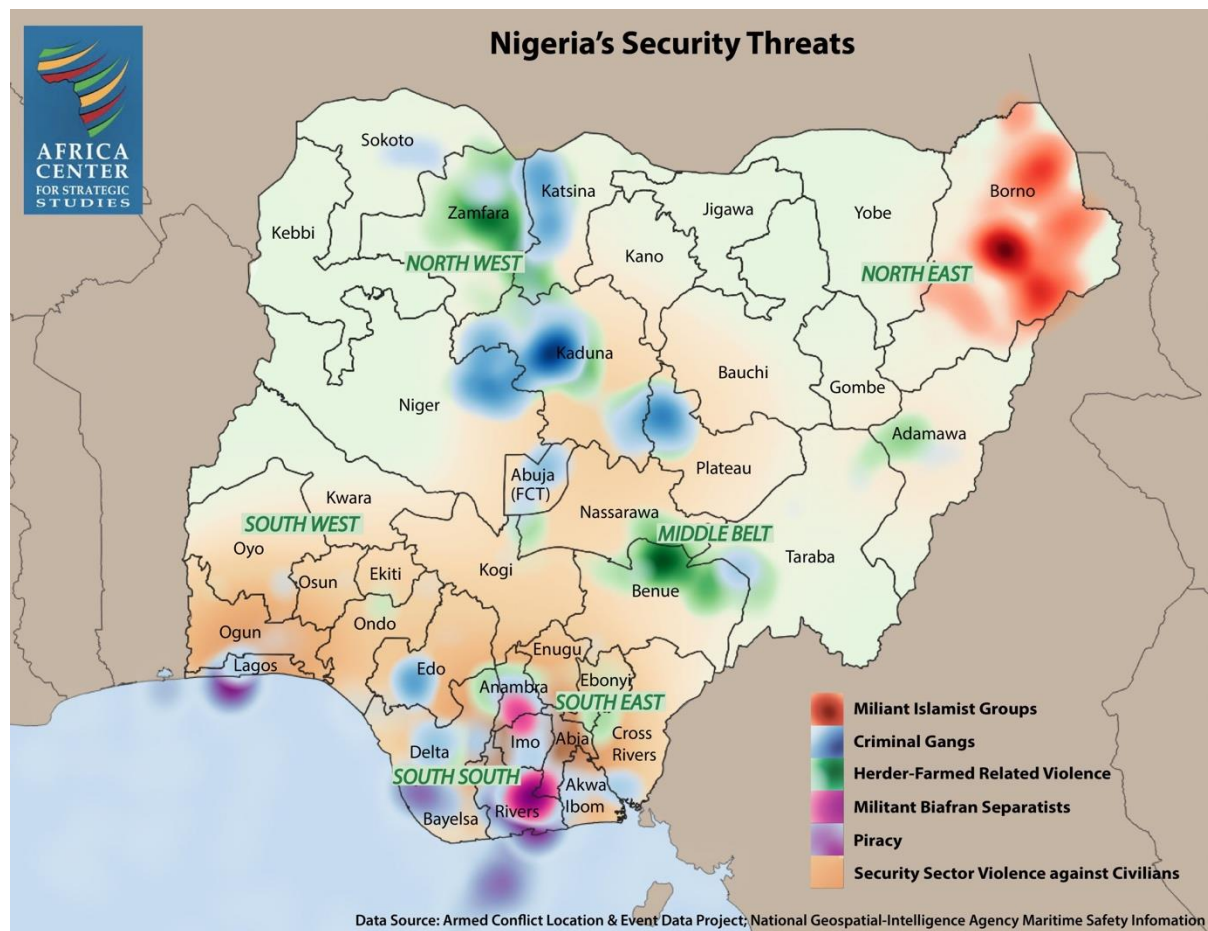 Nigeria's Security Threats
AFRICA
CENTER
FOR STRATEGIC
STUDIES
Sokoto
Katsina
Borno
Zamfara
Jigawa
Yobe
Kebbi
Kano
NORTH WEST
NORTH EAST
Kaduna
Bauchi
Gombe
Niger
Adamawa
Plateau
Abuja
(FCT)
Kwara
Nassarawa
SOUTH WEST
MIDDLE BELT
Oyo
Taraba
Kogi
Ekiti
Osun
Benue
Ondo
Ogun
Enugu
Lagos
Edo
Ebonyi
Anambra
SOUTH EAST
Miliant Islamist Groups
Cross
Rivers
Abia
Imo
Delta
Criminal Gangs
SOUTH SOUTH
Herder-Farmed Related Violence
Akwa
Ibom
Rivers
Bayelsa
Militant Biafran Separatists
Piracy
Security Sector Violence against Civilians
Data Source: Armed Conflict Location & Event Data Project; National Geospatial-Intelligence Agency Maritime Safety Infomation